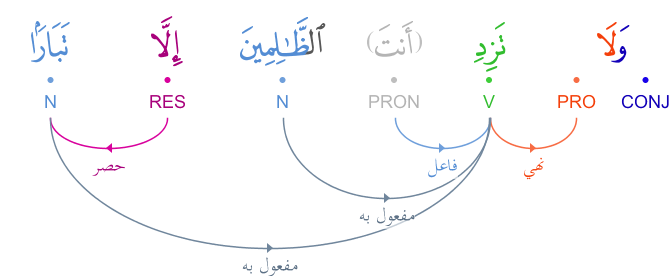 وَلَا تَزِدِ (أَنتَ) ٱلظَّـٰلِمِينَ إِلَّا تَبَارًۢا
CONJ PRO V PRON N RES N
نهي فاعل حصر
مفعول به
مفعول به